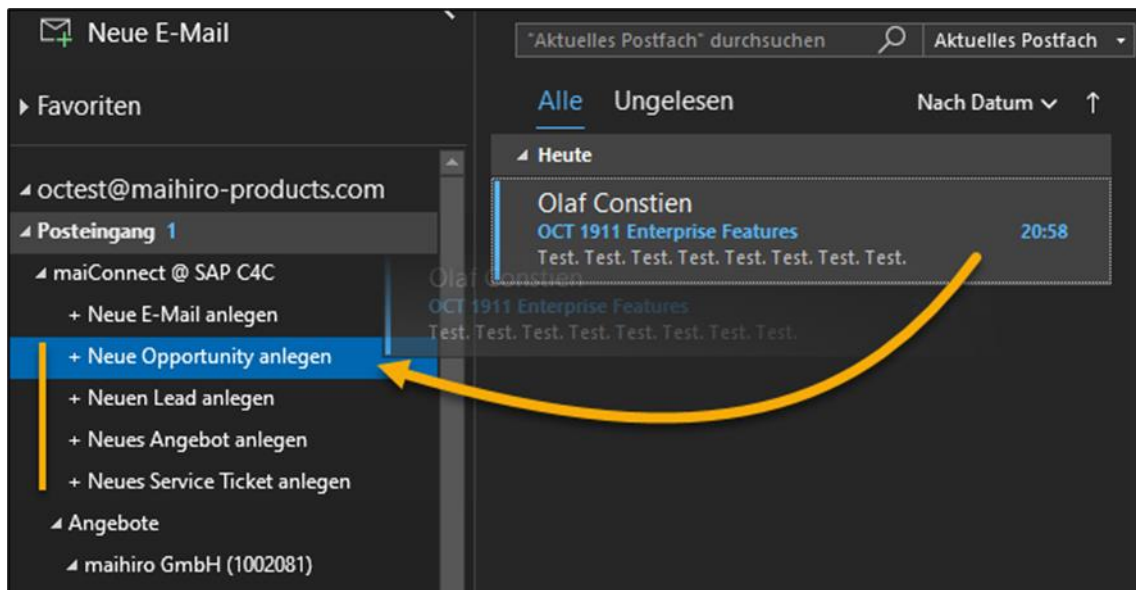 Neue E-Mail
Favoriten
octest@maihiro-products.com
Posteingang 1
maiConnect @ SAP C4C
+ Neue E-Mail anlegen
+ Neue Opportunity anlegen
+ Neuen Lead anlegen
+ Neues Angebot anlegen
+ Neues Service Ticket anlegen
Angebote
maihiro GmbH (1002081)
"Aktuelles Postfach" durchsuchen Aktuelles Postfach
Alle Ungelesen Nach Datum
Heute
Olaf Constien
OCT 1911 Enterprise Features 20:58
Test. Test. Test. Test. Test. Test. Test. Test.
Olaf Constien
OCT 1911 Enterprise Features
Test. Test. Test. Test. Test. Test. Test. Test.